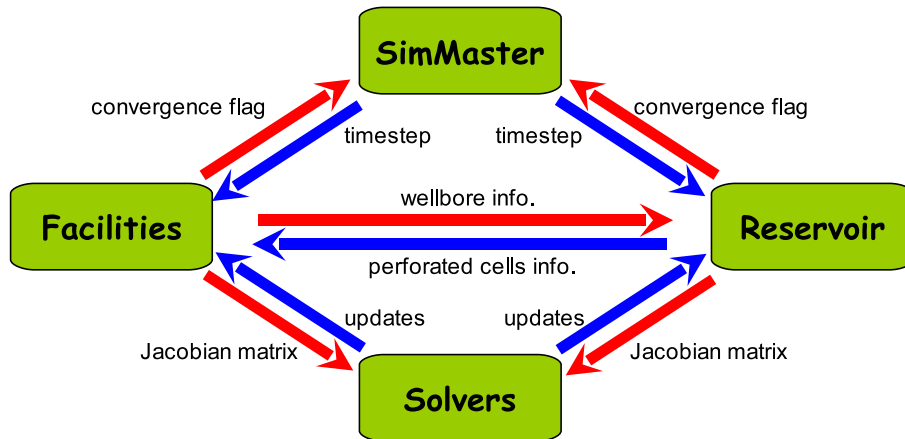 SimMaster
convergence flag
convergence flag
timestep
timestep
wellbore info.
Facilities
Reservoir
perforated cells info.
updates
updates
Jacobian matrix
Jacobian matrix
Solvers